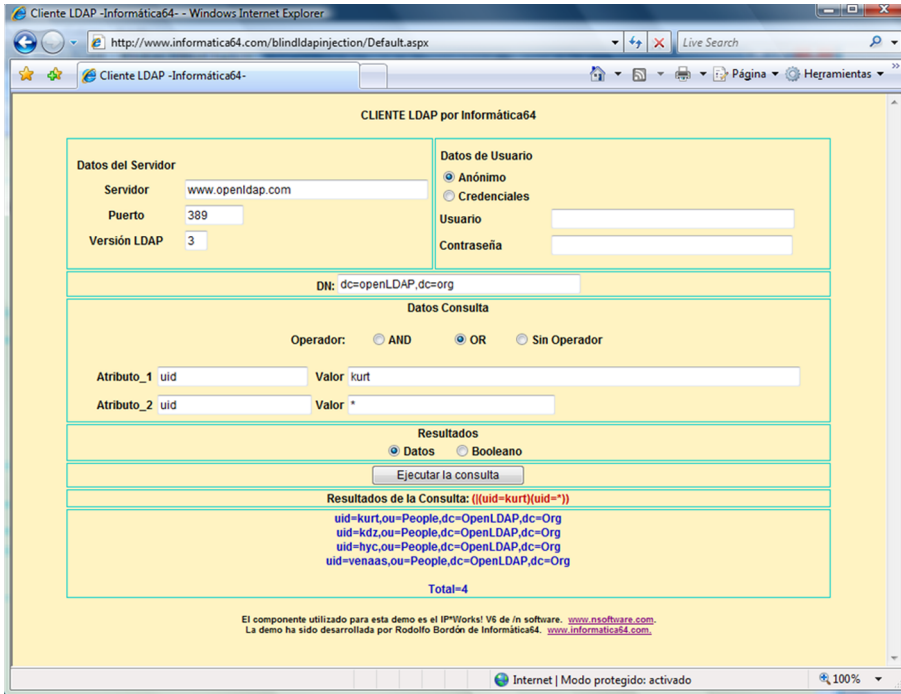 Cliente LDAP -Informática64- - Windows Internet Explorer
http://www.informatica64.com/blindldapinjection/Default.aspx
Live Search
Cliente LDAP -Informática64-
Página
Herramientas
»
CLIENTE LDAP por Informática64
Datos del Servidor
Servidor www.openldap.com
Puerto 389
Versión LDAP 3
Datos de Usuario
Anónimo
Credenciales
Usuario
Contraseña
DN: dc=openLDAP,dc=org
Datos Consulta
Operador: AND OR Sin Operador
Atributo_1 uid Valor kurt
Atributo_2 uid Valor *
Resultados
Datos Booleano
Ejecutar la consulta
Resultados de la Consulta: (|(uid=kurt)(uid=*))
uid=kurt,ou=People,dc=OpenLDAP,dc=Org
uid=kdz,ou=People,dc=OpenLDAP,dc=Org
uid=hyc,ou=People,dc=OpenLDAP,dc=Org
uid=venaas,ou=People,dc=OpenLDAP,dc=Org
Total=4
El componente utilizado para esta demo es el IP*Works! V6 de /n software. www.nsoftware.com.
La demo ha sido desarrollada por Rodolfo Bordón de Informática64. www.informatica64.com.
Internet | Modo protegido: activado
100%